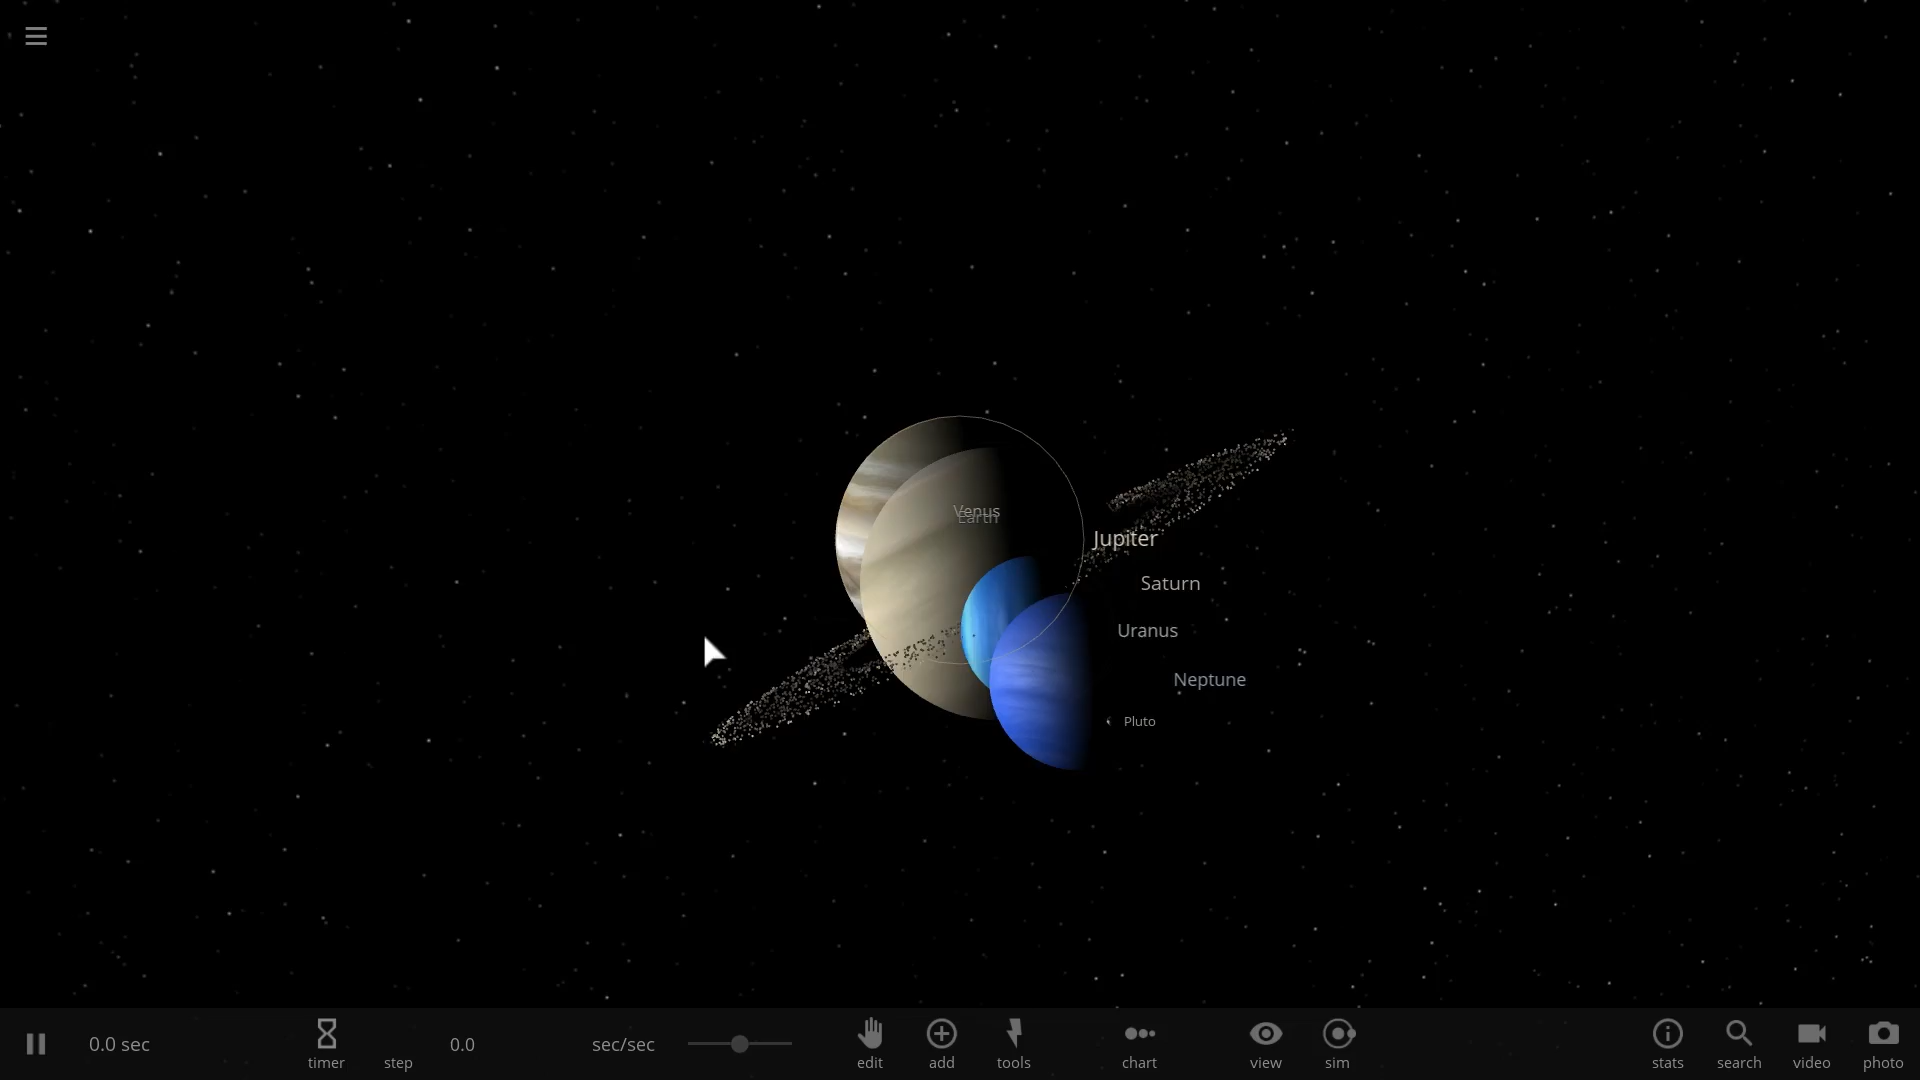 Venus
Earth
Jupiter
Saturn
Uranus
Neptune
Pluto
0.0 sec
timer
step
0.0
sec/sec
edit
add
tools
chart
view
sim
stats
search
video
photo